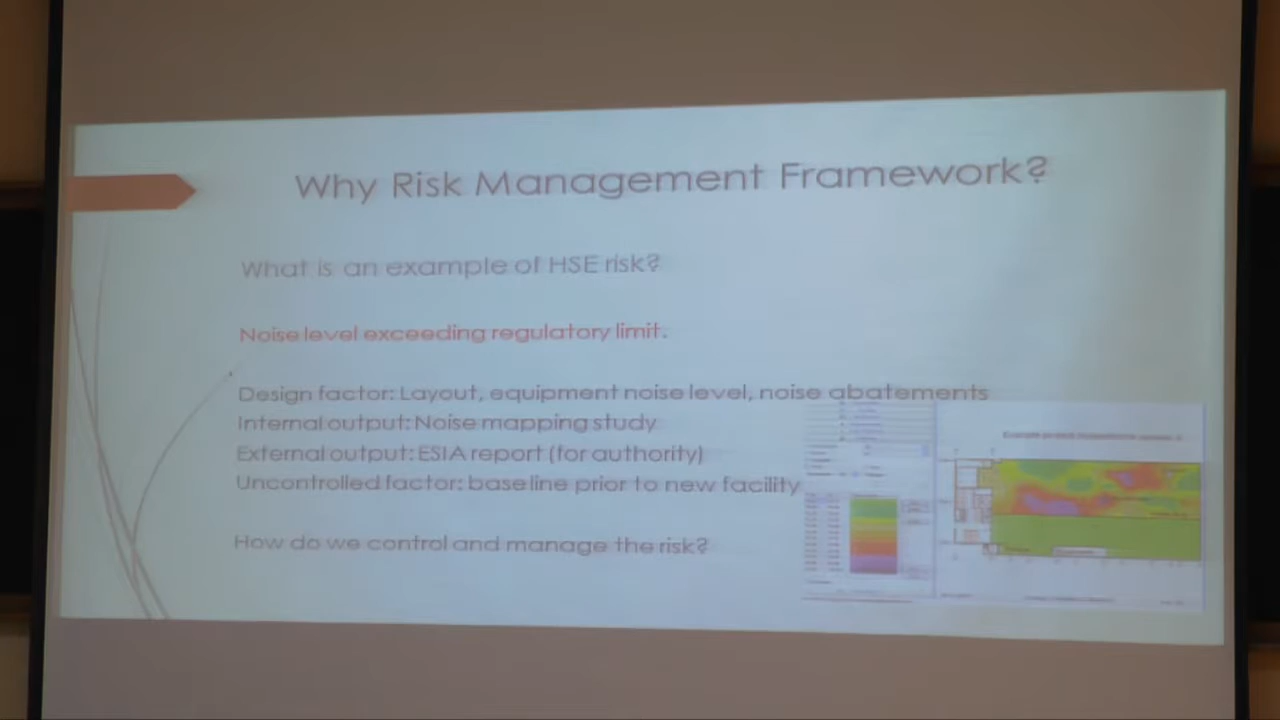 Why Risk Management Framework?
What is an example of HSE risk?
Noise level exceeding regulatory limit.
Design factor: Layout, equipment noise level, noise abatements
Internal output: Noise mapping study
External output: ESIA report (for authority)
Uncontrolled factor: baseline prior to new facility
How do we control and manage the risk?